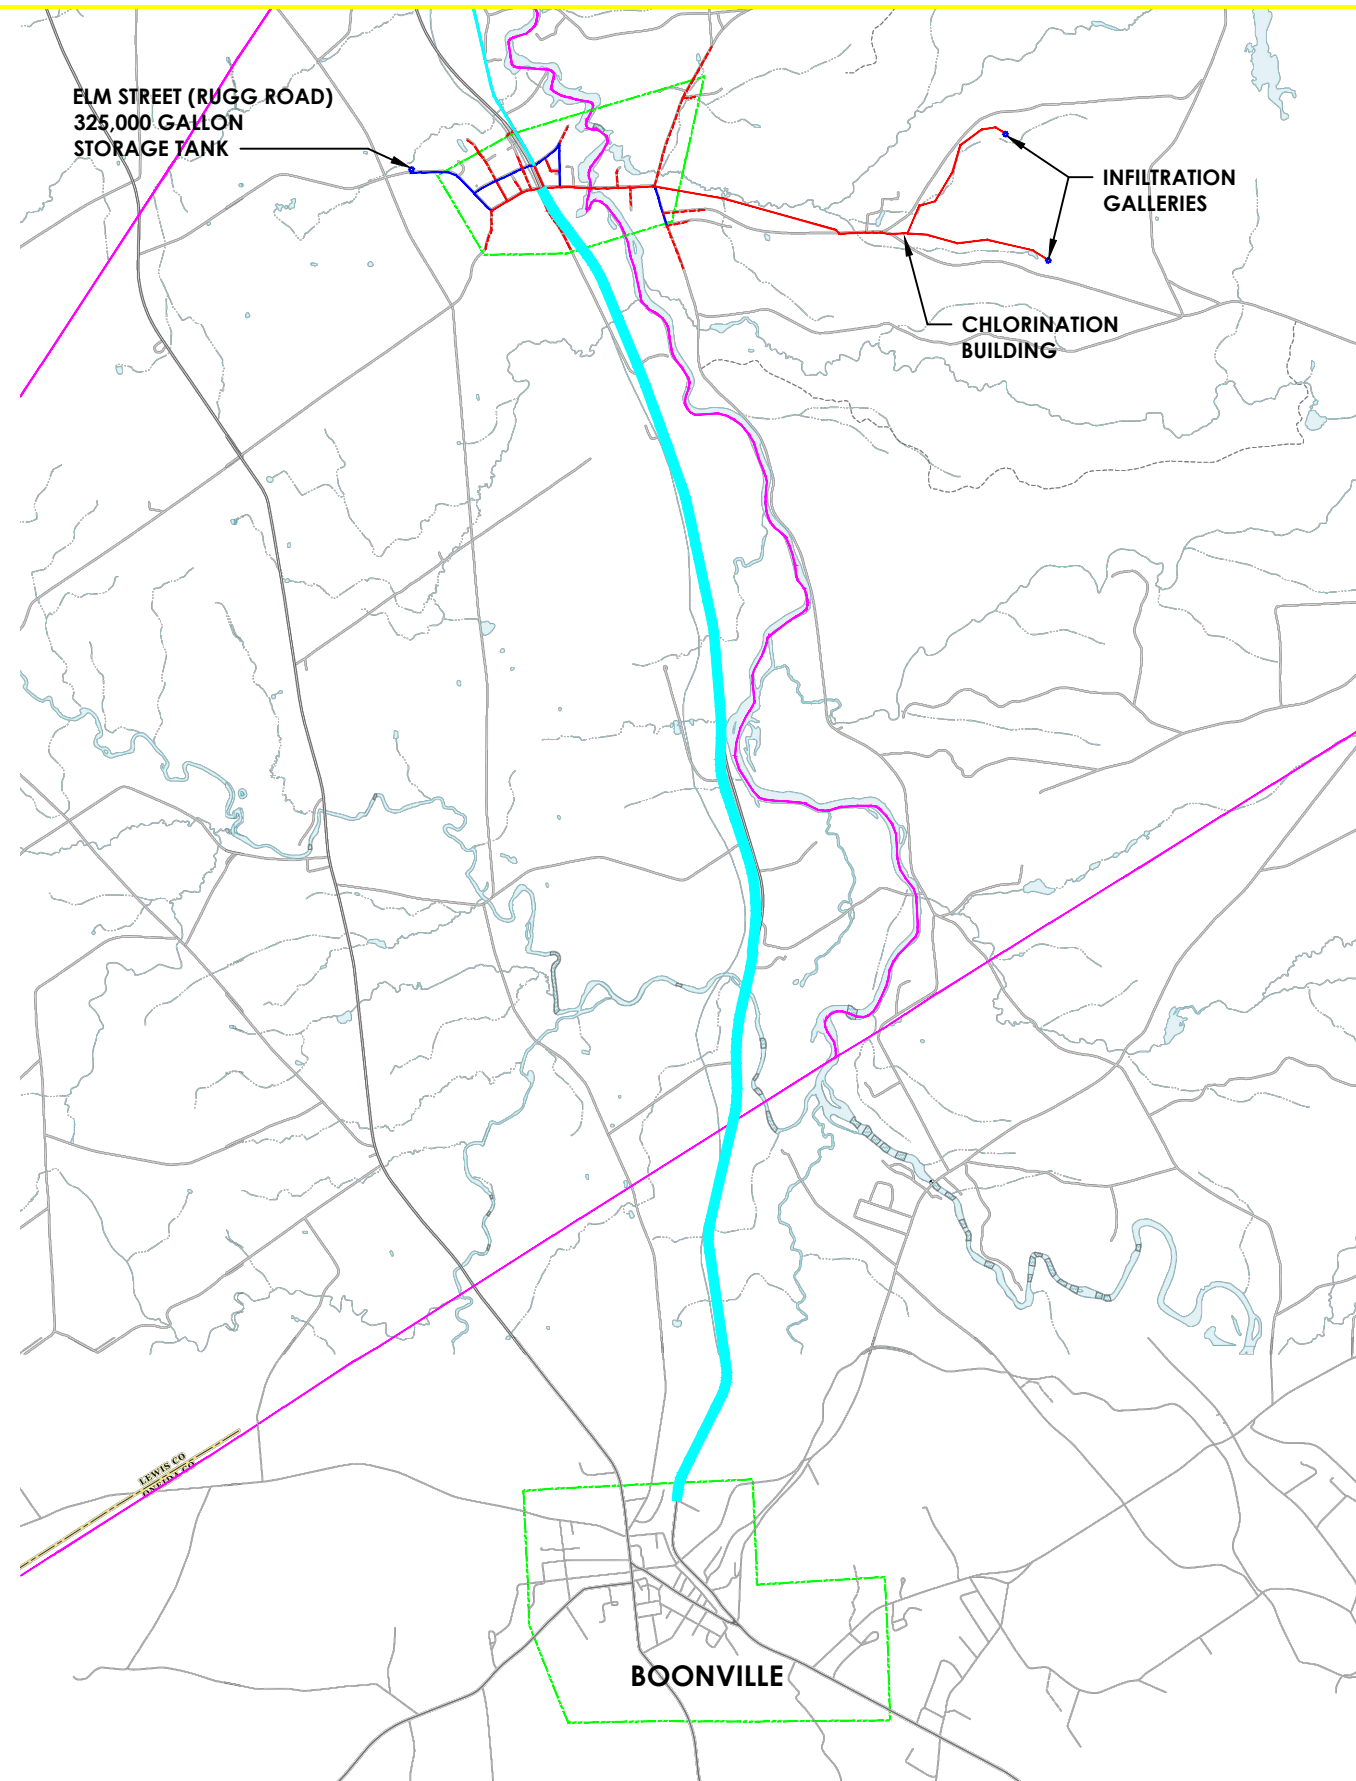 ELM STREET (RUGG ROAD)
325,000 GALLON
STORAGE TANK
INFILTRATION
GALLERIES
CHLORINATION
BUILDING
LEWIS CO
ONEIDA CO
BOONVILLE